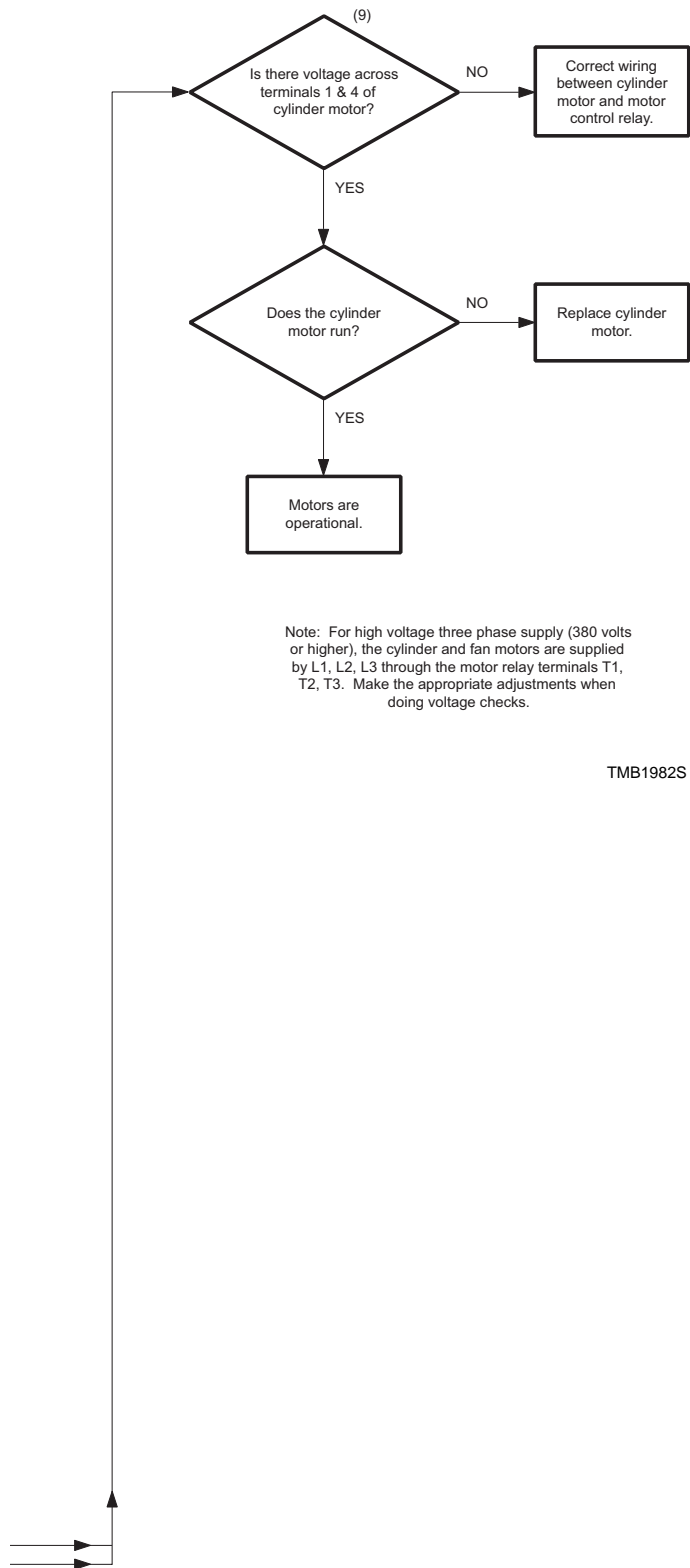 (9)
Is there voltage across
terminals 1 & 4 of
cylinder motor?
NO
Correct wiring
between cylinder
motor and motor
control relay.
YES
Does the cylinder
motor run?
NO
Replace cylinder
motor.
YES
Motors are
operational.
Note: For high voltage three phase supply (380 volts
or higher), the cylinder and fan motors are supplied
by L1, L2, L3 through the motor relay terminals T1,
T2, T3. Make the appropriate adjustments when
doing voltage checks.
TMB1982S